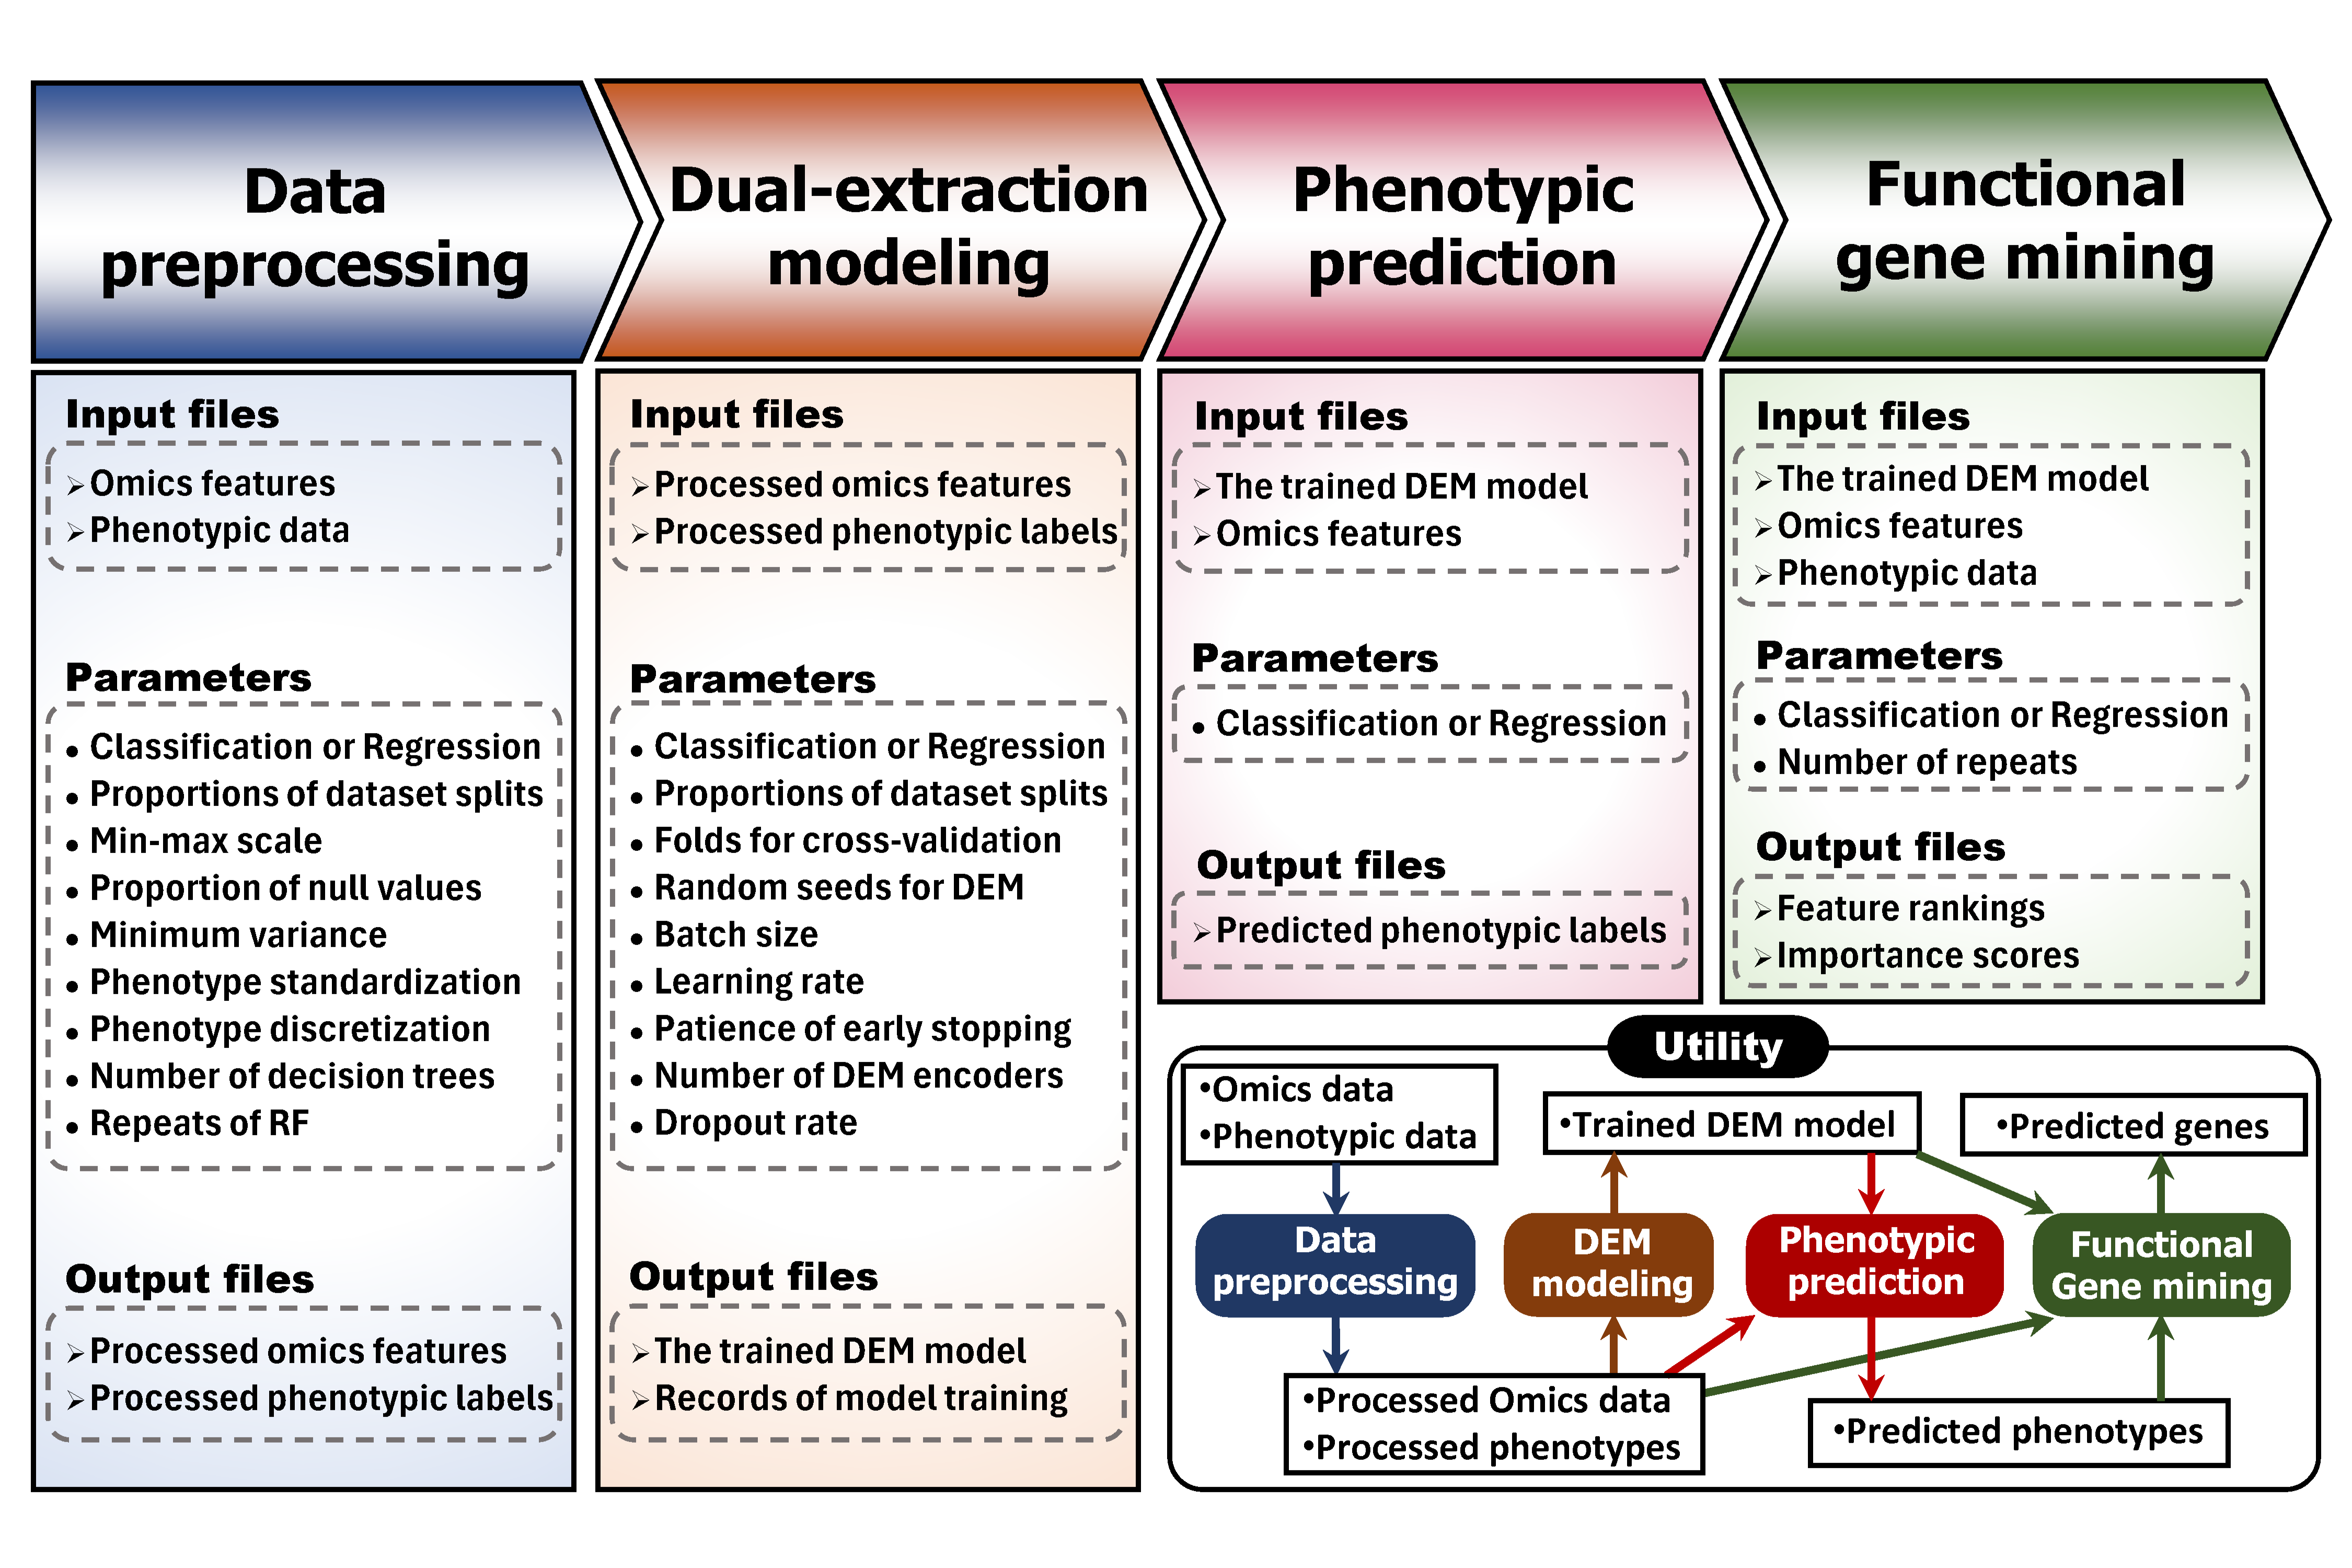 Data
preprocessing
Dual-extraction
modeling
Phenotypic
prediction
Functional
gene mining
Input files
➢Omics features
➢Phenotypic data
Parameters
• Classification or Regression
• Proportions of dataset splits
• Min-max scale
• Proportion of null values
• Minimum variance
• Phenotype standardization
• Phenotype discretization
• Number of decision trees
• Repeats of RF
Output files
➢Processed omics features
➢Processed phenotypic labels
Input files
➢Processed omics features
➢Processed phenotypic labels
Parameters
• Classification or Regression
• Proportions of dataset splits
• Folds for cross-validation
• Random seeds for DEM
• Batch size
• Learning rate
• Patience of early stopping
• Number of DEM encoders
• Dropout rate
Output files
➢The trained DEM model
➢Records of model training
Input files
➢The trained DEM model
➢Omics features
Parameters
• Classification or Regression
Output files
➢Predicted phenotypic labels
Input files
➢The trained DEM model
➢Omics features
➢Phenotypic data
Parameters
• Classification or Regression
• Number of repeats
Output files
➢Feature rankings
➢Importance scores
Utility
•Omics data
•Phenotypic data
•Trained DEM model
•Predicted genes
Data
preprocessing
DEM
modeling
Phenotypic
prediction
Functional
Gene mining
•Processed Omics data
•Processed phenotypes
•Predicted phenotypes